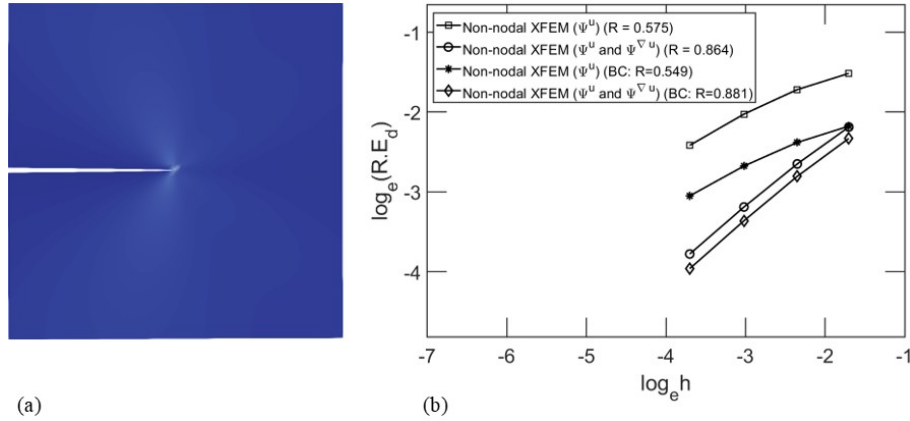 -1
-2
-3
-4
log_e(R.E_d)
Non-nodal XFEM (Ψ^u) (R = 0.575)
Non-nodal XFEM (Ψ^u and Ψ^∇ u) (R = 0.864)
Non-nodal XFEM (Ψ^u) (BC: R=0.549)
Non-nodal XFEM (Ψ^u and Ψ^∇ u) (BC: R=0.881)
-7 -6 -5 -4 -3 -2 -1
log_e h
(a)
(b)